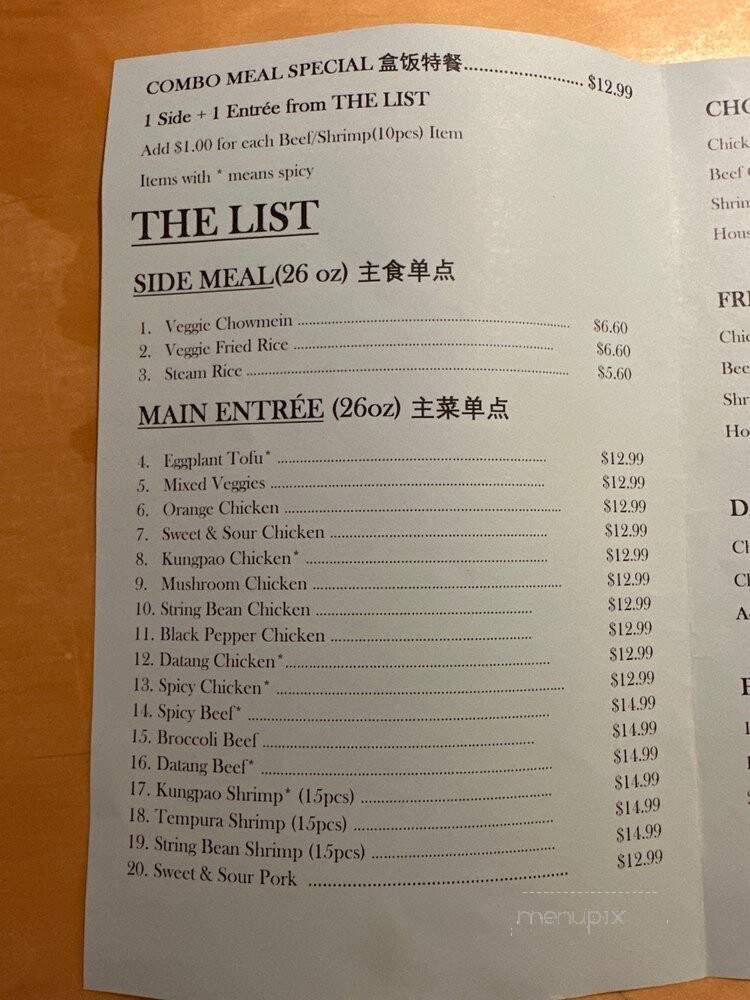 COMBO MEAL SPECIAL 盒饭特餐........................ $12.99
1 Side + 1 Entrée from THE LIST
Add $1.00 for each Beef/Shrimp(10pcs) Item
Items with * means spicy
THE LIST
SIDE MEAL(26 oz) 主食单点
1. Veggie Chowmein ........................ $6.60
2. Veggie Fried Rice ........................ $6.60
3. Steam Rice ........................ $5.60
MAIN ENTRÉE (26oz) 主菜单点
4. Eggplant Tofu* ........................ $12.99
5. Mixed Veggies ........................ $12.99
6. Orange Chicken ........................ $12.99
7. Sweet & Sour Chicken ........................ $12.99
8. Kungpao Chicken* ........................ $12.99
9. Mushroom Chicken ........................ $12.99
10. String Bean Chicken ........................ $12.99
11. Black Pepper Chicken ........................ $12.99
12. Datang Chicken*........................ $12.99
13. Spicy Chicken* ........................ $12.99
14. Spicy Beef* ........................ $14.99
15. Broccoli Beef ........................ $14.99
16. Datang Beef* ........................ $14.99
17. Kungpao Shrimp* (15pcs) ........................ $14.99
18. Tempura Shrimp (15pcs) ........................ $14.99
19. String Bean Shrimp (15pcs) ........................ $14.99
20. Sweet & Sour Pork ........................ $12.99
Beef
menupix